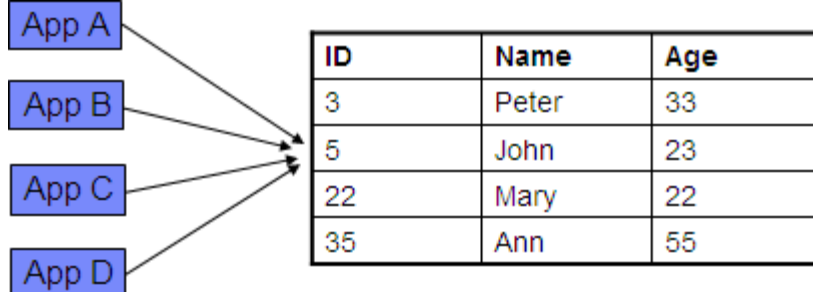 App A
App B
App C
App D
ID Name Age
3 Peter 33
5 John 23
22 Mary 22
35 Ann 55